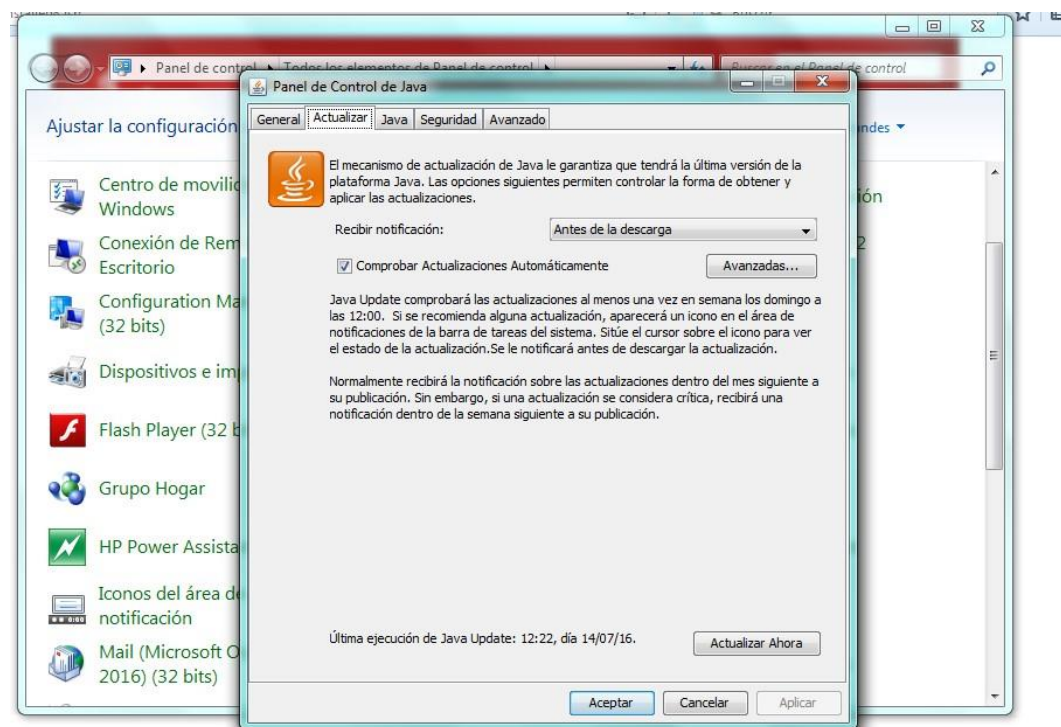 Panel de control
Todos los elementos de Panel de control
Buscar en el Panel de control
Panel de Control de Java
Ajustar la configuración
General Actualizar Java Seguridad Avanzado
El mecanismo de actualización de Java le garantiza que tendrá la última versión de la
plataforma Java. Las opciones siguientes permiten controlar la forma de obtener y
aplicar las actualizaciones.
Recibir notificación: Antes de la descarga
Comprobar Actualizaciones Automáticamente Avanzadas...
Java Update comprobará las actualizaciones al menos una vez en semana los domingo a
las 12:00. Si se recomienda alguna actualización, aparecerá un icono en el área de
notificaciones de la barra de tareas del sistema. Sitúe el cursor sobre el icono para ver
el estado de la actualización.Se le notificará antes de descargar la actualización.
Normalmente recibirá la notificación sobre las actualizaciones dentro del mes siguiente a
su publicación. Sin embargo, si una actualización se considera crítica, recibirá una
notificación dentro de la semana siguiente a su publicación.
Última ejecución de Java Update: 12:22, día 14/07/16. Actualizar Ahora
Aceptar Cancelar Aplicar
Centro de movilid
Windows
Conexión de Rem
Escritorio
Configuration Ma
(32 bits)
Dispositivos e im
Flash Player (32 b
Grupo Hogar
HP Power Assista
Iconos del área de
notificación
Mail (Microsoft O
2016) (32 bits)